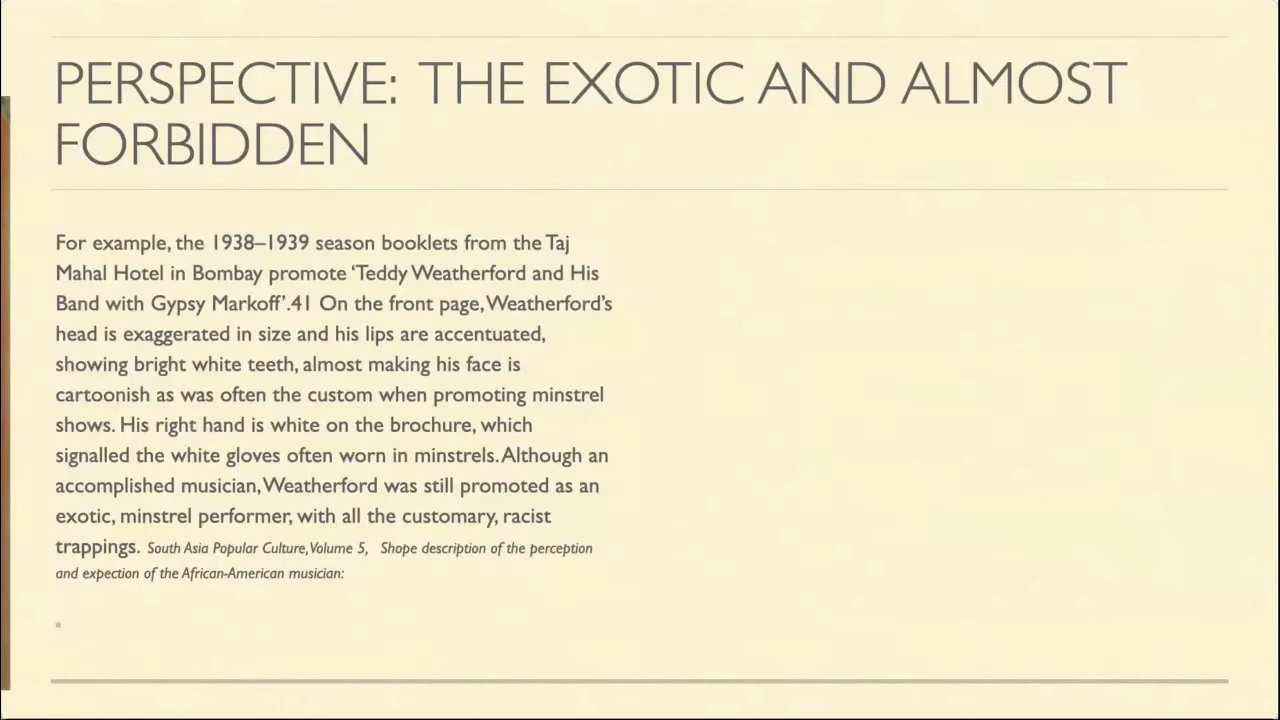 PERSPECTIVE: THE EXOTIC AND ALMOST
FORBIDDEN
For example, the 1938–1939 season booklets from the Taj
Mahal Hotel in Bombay promote ‘Teddy Weatherford and His
Band with Gypsy Markoff’.41 On the front page, Weatherford’s
head is exaggerated in size and his lips are accentuated,
showing bright white teeth, almost making his face is
cartoonish as was often the custom when promoting minstrel
shows. His right hand is white on the brochure, which
signalled the white gloves often worn in minstrels. Although an
accomplished musician, Weatherford was still promoted as an
exotic, minstrel performer, with all the customary, racist
trappings. South Asia Popular Culture, Volume 5, Shope description of the perception
and expection of the African-American musician: